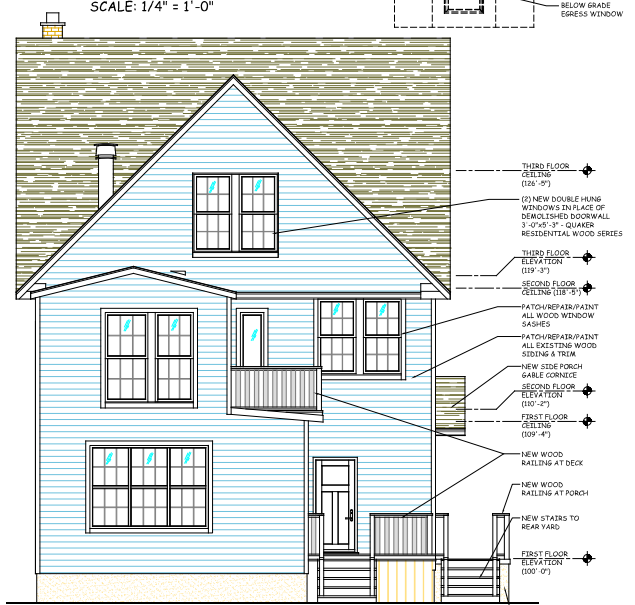 SCALE: 1/4" = 1'-0"
BELOW GRADE
EGRESS WINDOW
THIRD FLOOR
CEILING
(126'-5")
(2) NEW DOUBLE HUNG
WINDOWS IN PLACE OF
DEMOLISHED DOORWALL
3'-0"x5'-3" - QUAKER
RESIDENTIAL WOOD SERIES
THIRD FLOOR
ELEVATION
(119'-3")
SECOND FLOOR
CEILING (118'-5")
PATCH/REPAIR/PAINT
ALL WOOD WINDOW
SASHES
PATCH/REPAIR/PAINT
ALL EXISTING WOOD
SIDING & TRIM
NEW SIDE PORCH
GABLE CORNICE
SECOND FLOOR
ELEVATION
(110'-2")
FIRST FLOOR
CEILING
(109'-4")
NEW WOOD
RAILING AT DECK
NEW WOOD
RAILING AT PORCH
NEW STAIRS TO
REAR YARD
FIRST FLOOR
ELEVATION
(100'-0")